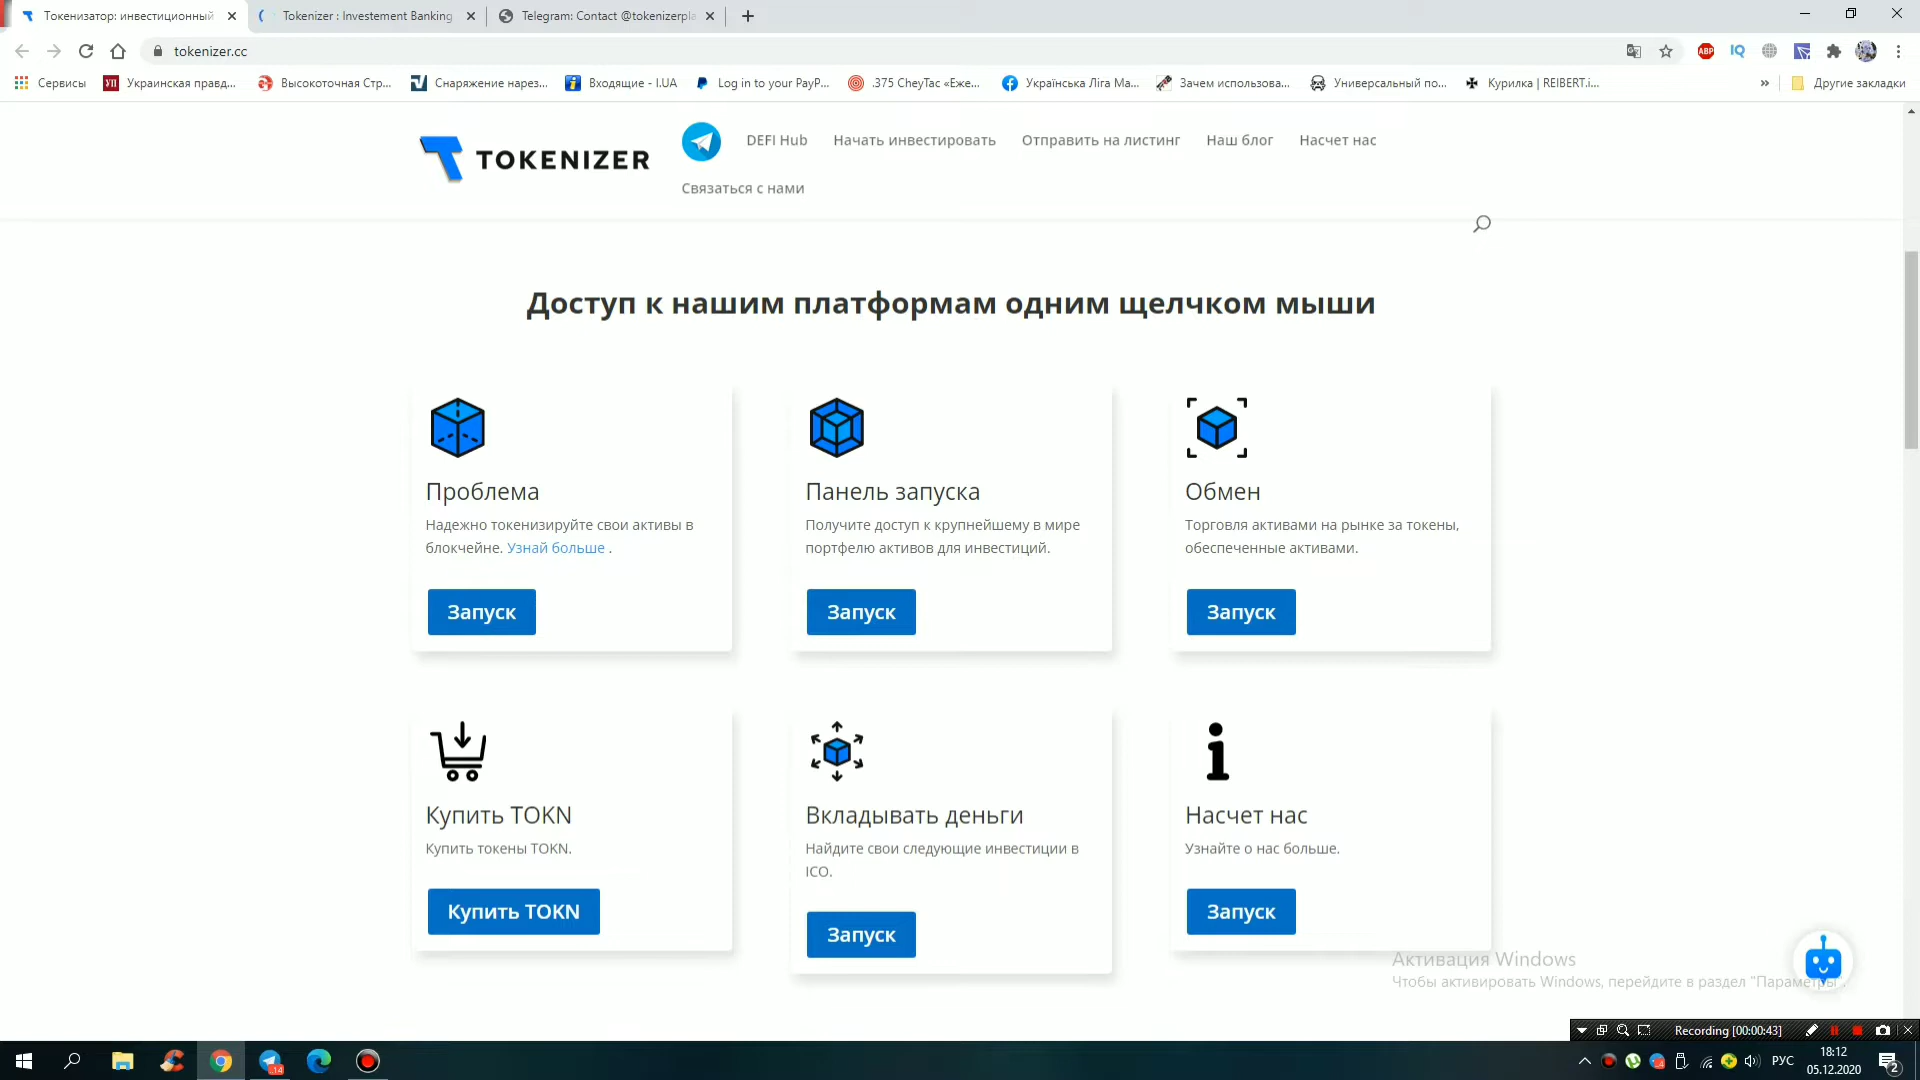 Токенизатор: инвестиционный
Tokenizer : Investement Banking
Telegram: Contact @tokenizerpla
tokenizer.cc
ABP
IQ
Сервисы
УП
Украинская правд...
Высокоточная Стр...
Снаряжение нарез...
Входящие - I.UA
Log in to your PayP...
.375 CheyTac «Еже...
Українська Ліга Ма...
Зачем использова...
Универсальный по...
Курилка | REIBERT.i...
»
Другие закладки
TOKENIZER
DEFI Hub
Начать инвестировать
Отправить на листинг
Наш блог
Насчет нас
Связаться с нами
Доступ к нашим платформам одним щелчком мыши
Проблема
Надежно токенизируйте свои активы в
блокчейне. Узнай больше .
Запуск
Панель запуска
Получите доступ к крупнейшему в мире
портфелю активов для инвестиций.
Запуск
Обмен
Торговля активами на рынке за токены,
обеспеченные активами.
Запуск
Купить TOKN
Купить токены TOKN.
Купить TOKN
Вкладывать деньги
Найдите свои следующие инвестиции в
ICO.
Запуск
Насчет нас
Узнайте о нас больше.
Запуск
Активация Windows
Чтобы активировать Windows, перейдите в раздел "Параметры".
Recording [00:00:43]
14
РУС
18:12
05.12.2020
2